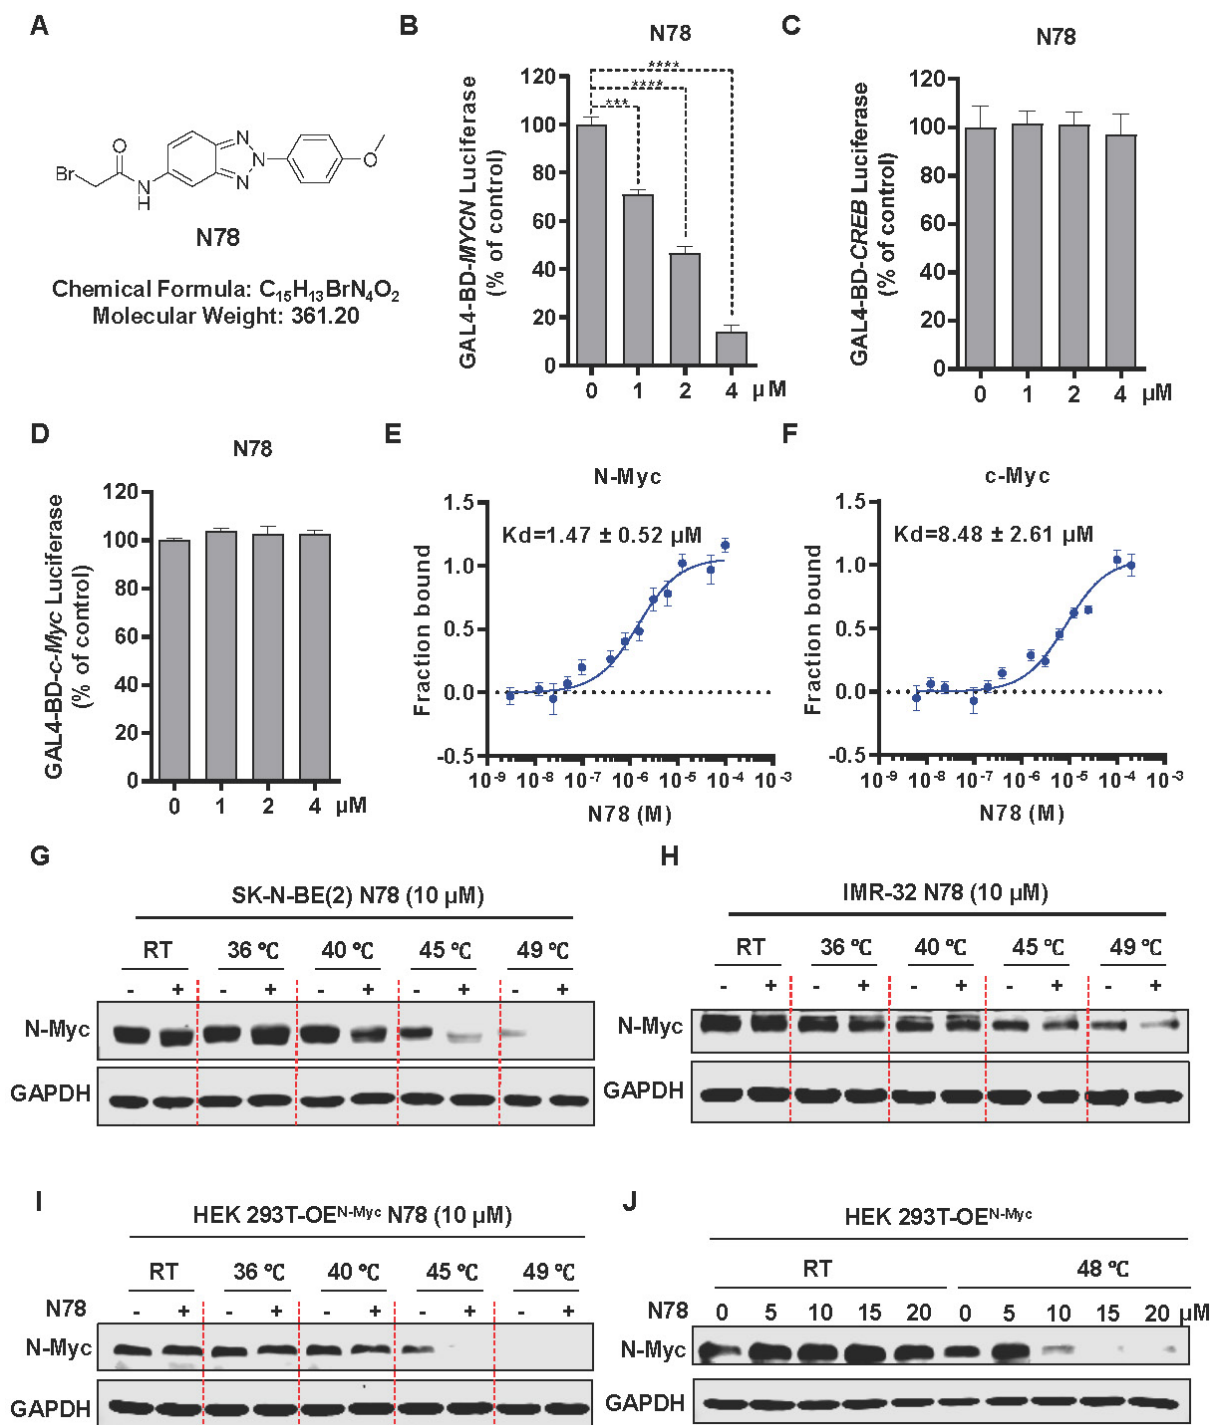 A
Br
O
N
H
N
N
N
O
N78
Chemical Formula: C₁₅H₁₃BrN₄O₂
Molecular Weight: 361.20
B
N78
GAL4-BD-MYCN Luciferase
(% of control)
120
100
80
60
40
20
0
***
****
****
0 1 2 4 µM
C
N78
GAL4-BD-CREB Luciferase
(% of control)
120
100
80
60
40
20
0
0 1 2 4 µM
D
N78
GAL4-BD-c-Myc Luciferase
(% of control)
120
100
80
60
40
20
0
0 1 2 4 µM
E
N-Myc
Kd=1.47 ± 0.52 µM
Fraction bound
1.5
1.0
0.5
0.0
-0.5
10⁻⁹ 10⁻⁸ 10⁻⁷ 10⁻⁶ 10⁻⁵ 10⁻⁴ 10⁻³
N78 (M)
F
c-Myc
Kd=8.48 ± 2.61 µM
Fraction bound
1.5
1.0
0.5
0.0
-0.5
10⁻⁹ 10⁻⁸ 10⁻⁷ 10⁻⁶ 10⁻⁵ 10⁻⁴ 10⁻³
N78 (M)
G
SK-N-BE(2) N78 (10 µM)
RT 36 ℃ 40 ℃ 45 ℃ 49 ℃
- + - + - + - + - +
N-Myc
GAPDH
H
IMR-32 N78 (10 µM)
RT 36 ℃ 40 ℃ 45 ℃ 49 ℃
- + - + - + - + - +
N-Myc
GAPDH
I
HEK 293T-OEᴺ⁻ᴹʸᶜ N78 (10 µM)
RT 36 ℃ 40 ℃ 45 ℃ 49 ℃
N78 - + - + - + - + - +
N-Myc
GAPDH
J
HEK 293T-OEᴺ⁻ᴹʸᶜ
RT 48 ℃
N78 0 5 10 15 20 0 5 10 15 20 µM
N-Myc
GAPDH